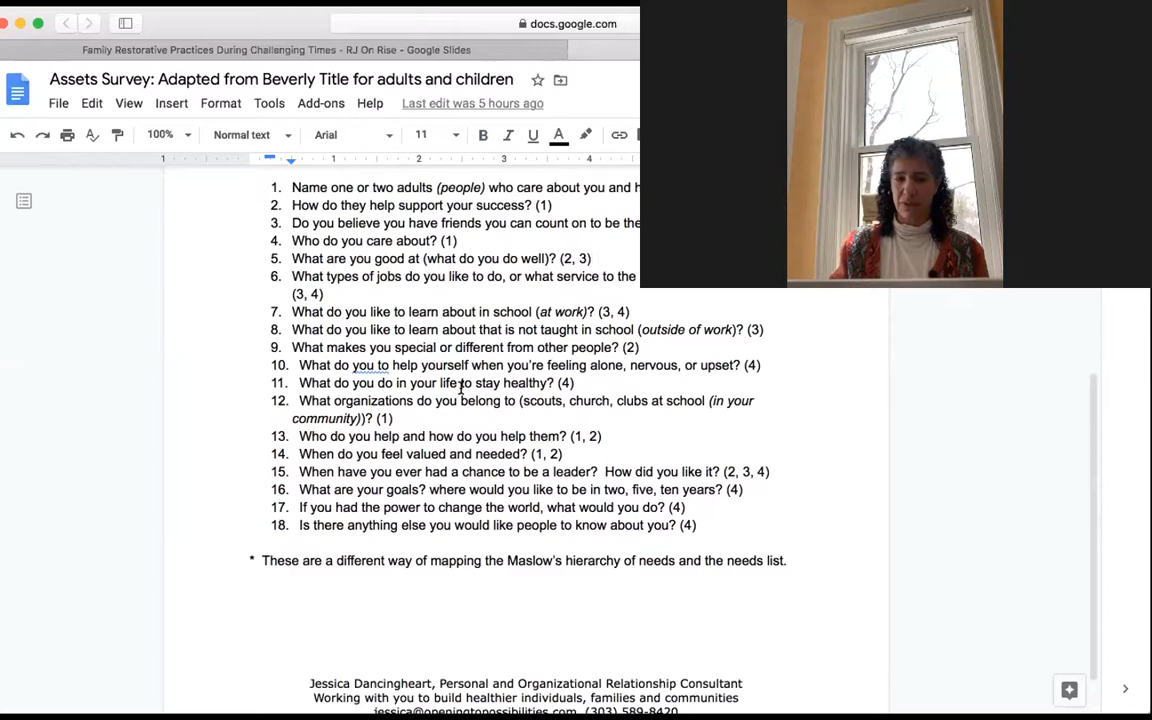 docs.google.com
Family Restorative Practices During Challenging Times - RJ On Rise - Google Slides
Assets Survey: Adapted from Beverly Title for adults and children
File Edit View Insert Format Tools Add-ons Help Last edit was 5 hours ago
100% Normal text Arial 11 B I U A
1 1 2 3 4
1. Name one or two adults (people) who care about you and h
2. How do they help support your success? (1)
3. Do you believe you have friends you can count on to be the
4. Who do you care about? (1)
5. What are you good at (what do you do well)? (2, 3)
6. What types of jobs do you like to do, or what service to the
(3, 4)
7. What do you like to learn about in school (at work)? (3, 4)
8. What do you like to learn about that is not taught in school (outside of work)? (3)
9. What makes you special or different from other people? (2)
10. What do you to help yourself when you're feeling alone, nervous, or upset? (4)
11. What do you do in your life to stay healthy? (4)
12. What organizations do you belong to (scouts, church, clubs at school (in your
community))? (1)
13. Who do you help and how do you help them? (1, 2)
14. When do you feel valued and needed? (1, 2)
15. When have you ever had a chance to be a leader? How did you like it? (2, 3, 4)
16. What are your goals? where would you like to be in two, five, ten years? (4)
17. If you had the power to change the world, what would you do? (4)
18. Is there anything else you would like people to know about you? (4)
* These are a different way of mapping the Maslow's hierarchy of needs and the needs list.
Jessica Dancingheart, Personal and Organizational Relationship Consultant
Working with you to build healthier individuals, families and communities
jessica@openingtopossibilities.com (303) 589-8420